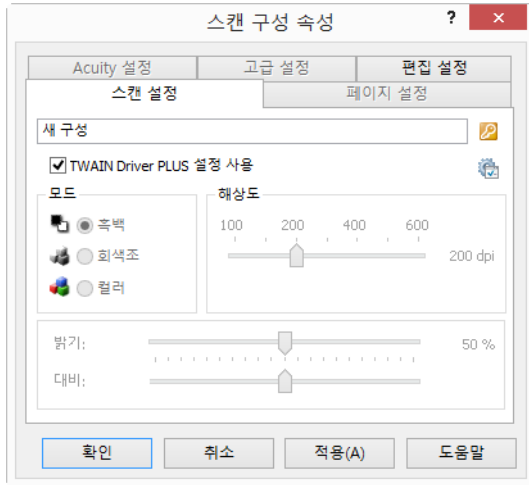 스캔 구성 속성
?
×
Acuity 설정 고급 설정 편집 설정
스캔 설정 페이지 설정
새 구성
TWAIN Driver PLUS 설정 사용
모드 해상도
흑백
회색조
컬러
100 200 400 600
200 dpi
밝기: 50 %
대비:
확인 취소 적용(A) 도움말